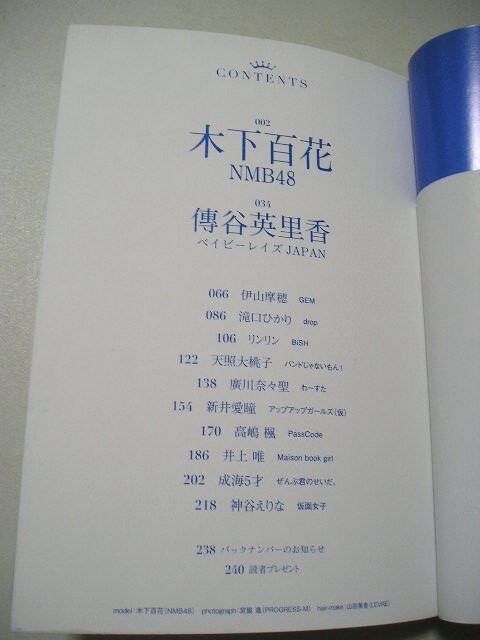 CONTENTS
002
木下百花
NMB48
034
傳谷英里香
ベイビーレイズJAPAN
066 伊山摩穂 GEM
086 滝口ひかり drop
106 リンリン BiSH
122 天照大桃子 バンドじゃないもん!
138 廣川奈々聖 わーすた
154 新井愛瞳 アップアップガールズ(仮)
170 高嶋 楓 PassCode
186 井上 唯 Maison book girl
202 成海5才 ぜんぶ君のせいだ。
218 神谷えりな 仮面女子
238 バックナンバーのお知らせ
240 読者プレゼント
model:木下百花(NMB48) photograph: (PROGRESS-M) hair-make:山田美香(LEVRE)